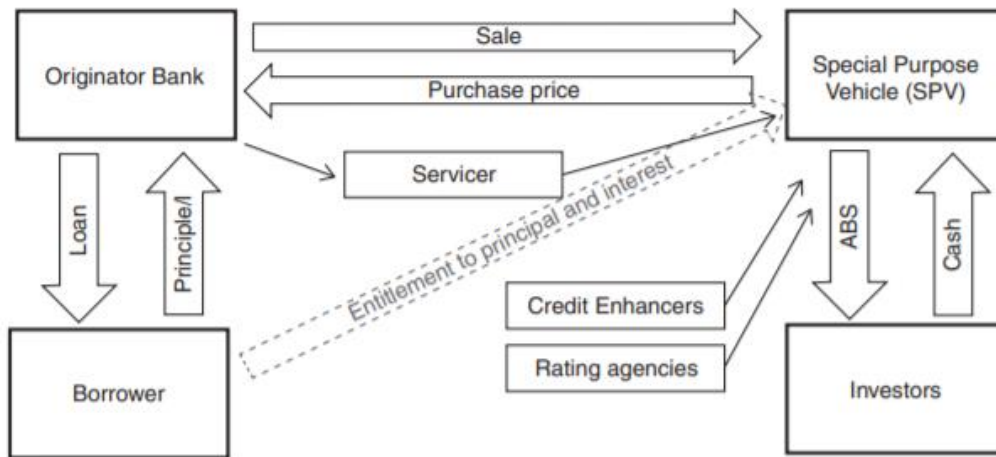 Sale
Originator Bank
Special Purpose
Vehicle (SPV)
Purchase price
Servicer
Entitlement to principal and interest
Loan
Principle/I
ABS
Cash
Credit Enhancers
Rating agencies
Borrower
Investors